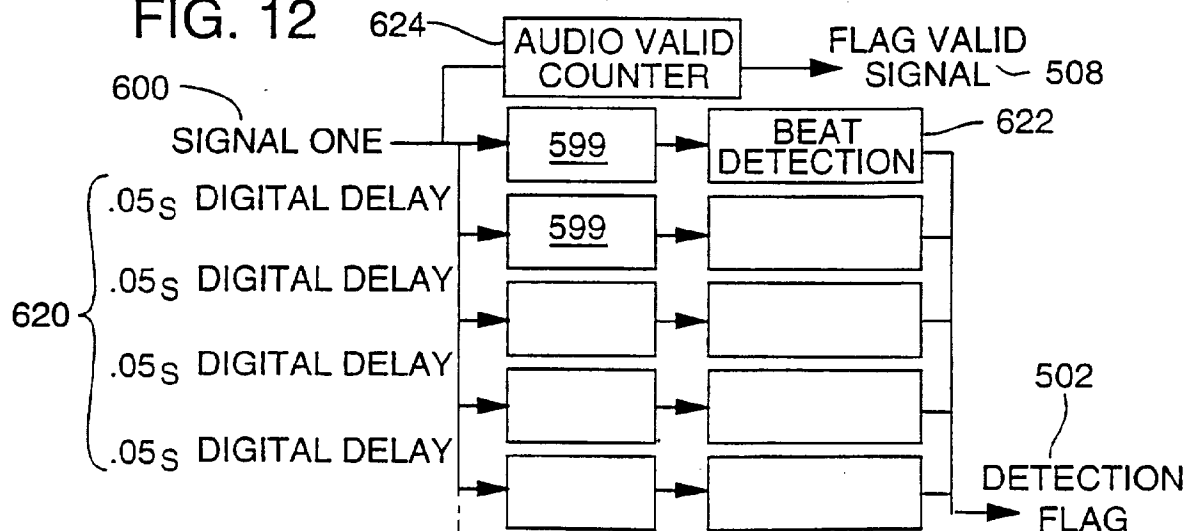 FIG. 12
624
AUDIO VALID
COUNTER
FLAG VALID
SIGNAL
508
600
SIGNAL ONE
599
BEAT
DETECTION
622
.05s DIGITAL DELAY
599
.05s DIGITAL DELAY
620
.05s DIGITAL DELAY
.05s DIGITAL DELAY
502
DETECTION
FLAG